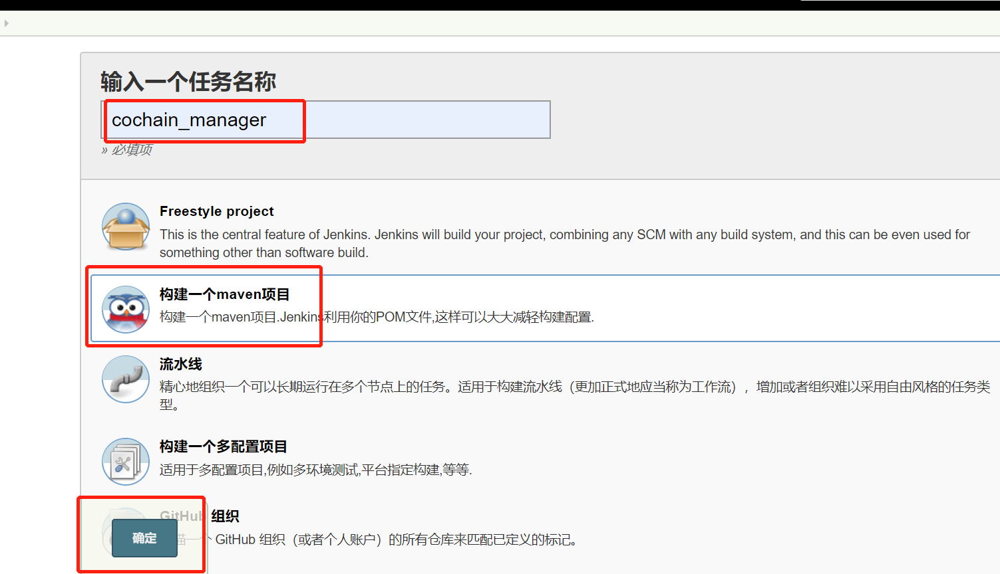 输入一个任务名称
cochain_manager
» 必填项
Freestyle project
This is the central feature of Jenkins. Jenkins will build your project, combining any SCM with any build system, and this can be even used for
something other than software build.
构建一个maven项目
构建一个maven项目.Jenkins利用你的POM文件,这样可以大大减轻构建配置.
流水线
精心地组织一个可以长期运行在多个节点上的任务。适用于构建流水线（更加正式地应当称为工作流），增加或者组织难以采用自由风格的任务类
型。
构建一个多配置项目
适用于多配置项目,例如多环境测试,平台指定构建,等等.
GitHub 组织
描一个 GitHub 组织（或者个人账户）的所有仓库来匹配已定义的标记。
确定